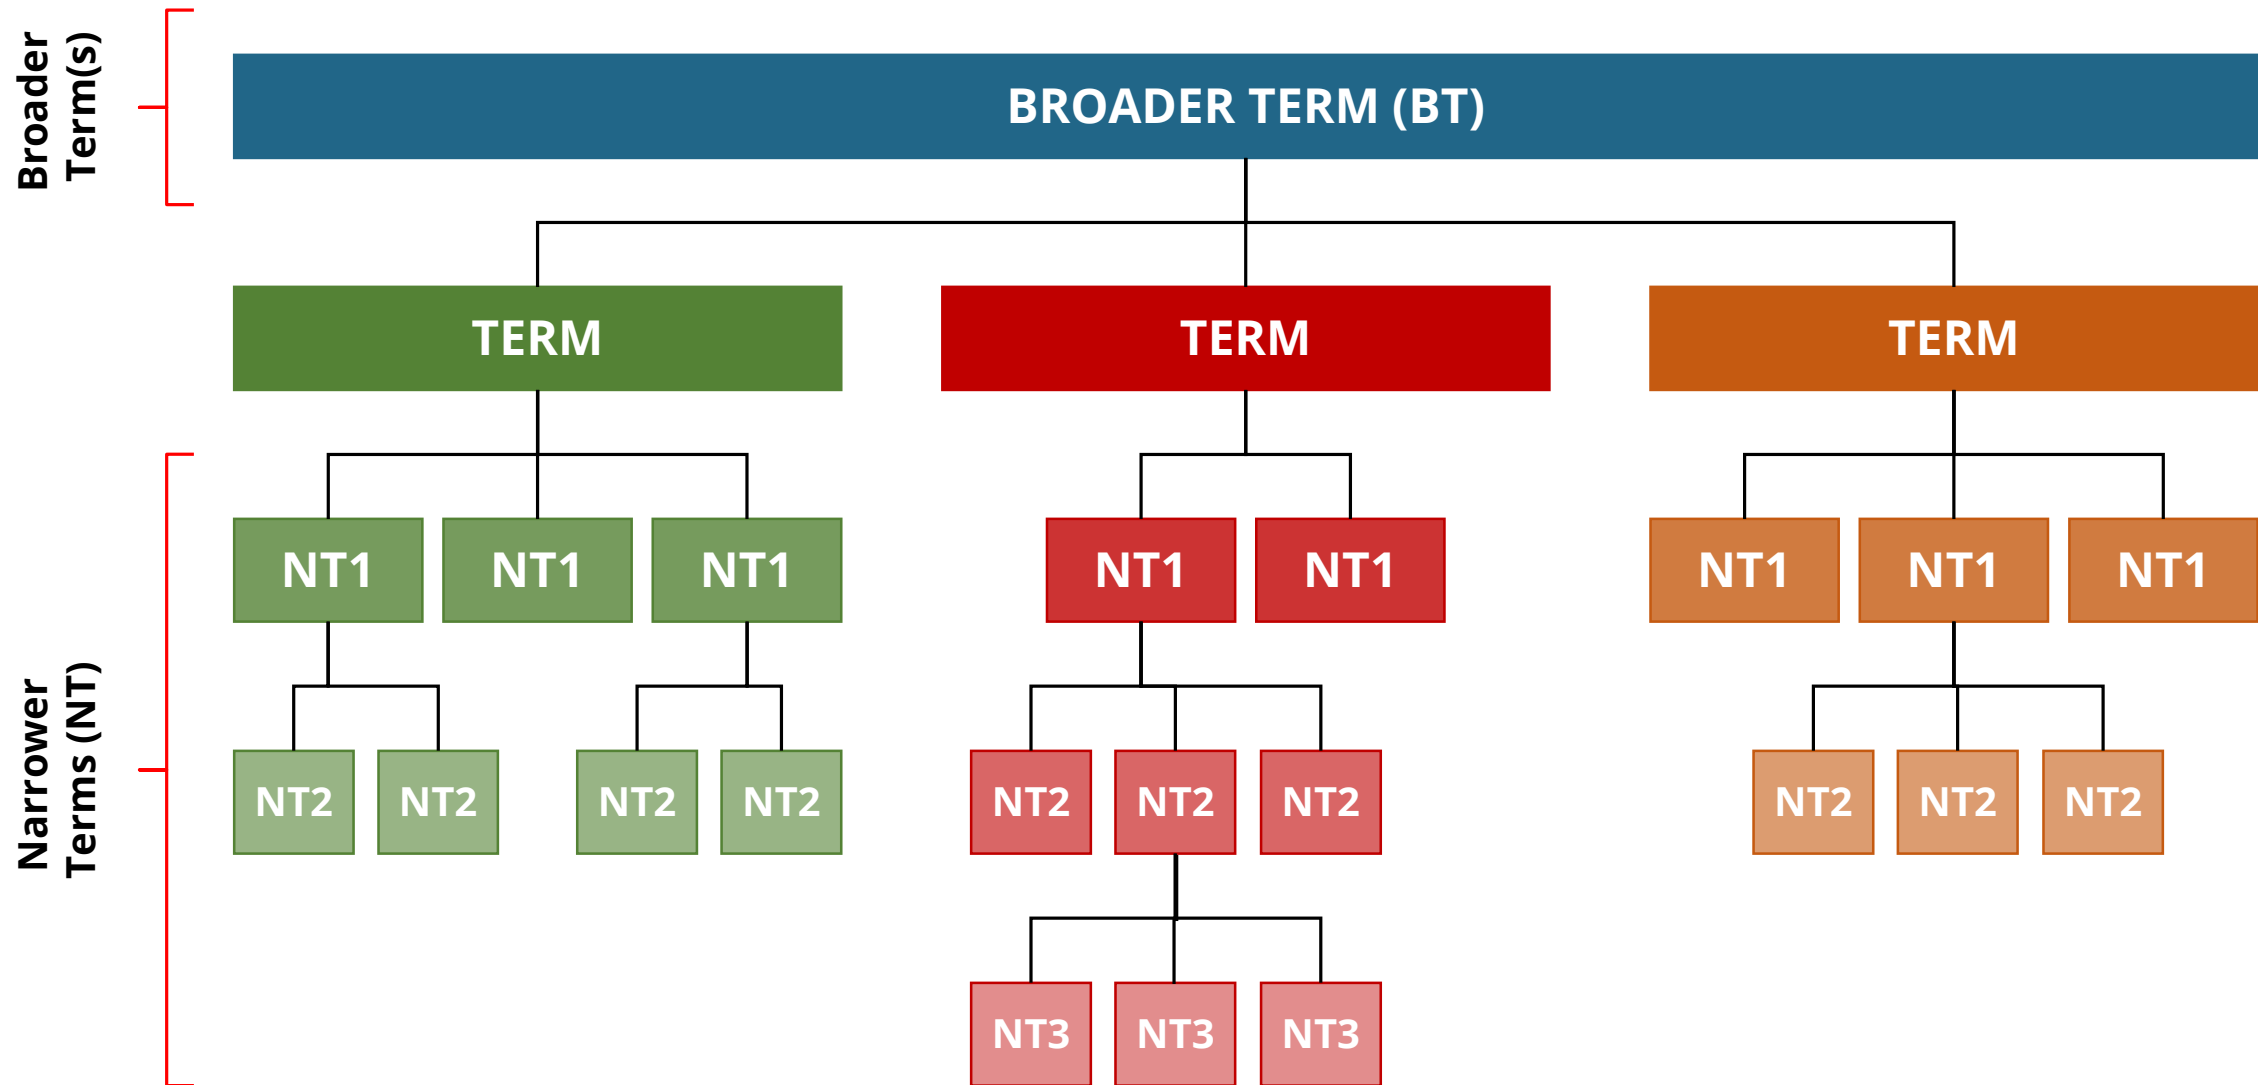 Broader
Term(s)
BROADER TERM (BT)
TERM
TERM
TERM
Narrower
Terms (NT)
NT1
NT1
NT1
NT1
NT1
NT1
NT1
NT1
NT2
NT2
NT2
NT2
NT2
NT2
NT2
NT2
NT2
NT2
NT3
NT3
NT3